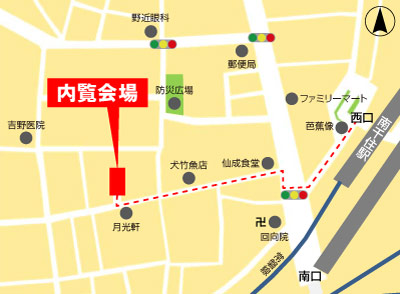 野近眼科
郵便局
内覧会場
防災広場
ファミリーマート
西口
芭蕉像
吉野医院
南千住駅
犬竹魚店
仙成食堂
月光軒
卍
回向院
常磐線
南口